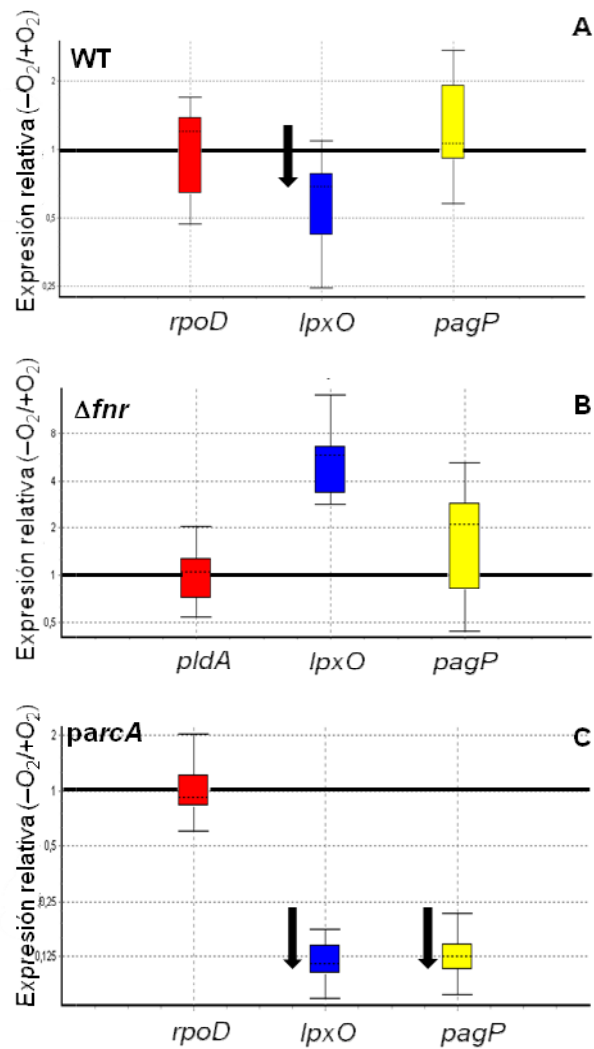 A
WT
Expresión relativa (−O₂/+O₂)
2
1
0,5
0,25
rpoD lpxO pagP
B
Δfnr
Expresión relativa (−O₂/+O₂)
8
4
2
1
0,5
pldA lpxO pagP
C
parcA
Expresión relativa (−O₂/+O₂)
2
1
0,5
0,25
0,125
rpoD lpxO pagP